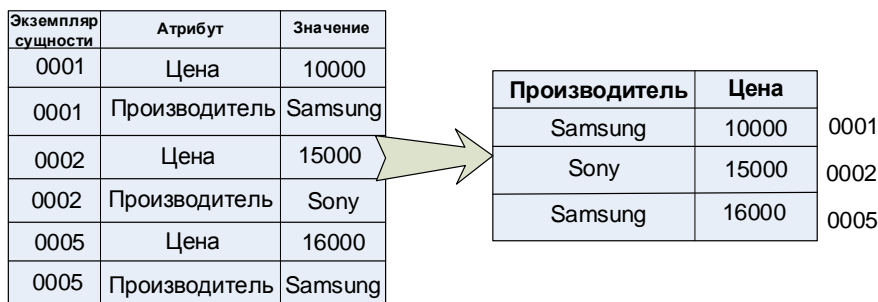 Экземпляр сущности Атрибут Значение
0001 Цена 10000
0001 Производитель Samsung
0002 Цена 15000
0002 Производитель Sony
0005 Цена 16000
0005 Производитель Samsung
Производитель Цена
Samsung 10000 0001
Sony 15000 0002
Samsung 16000 0005